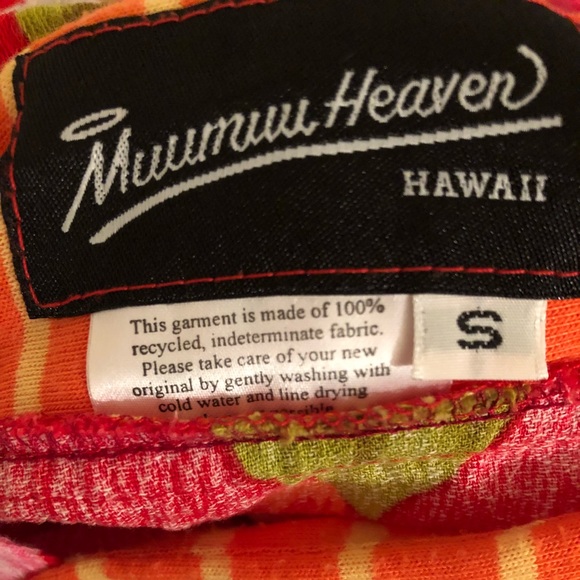 Muumuu Heaven
HAWAII
S
This garment is made of 100%
recycled, indeterminate fabric.
Please take care of your new
original by gently washing with
cold water and line drying